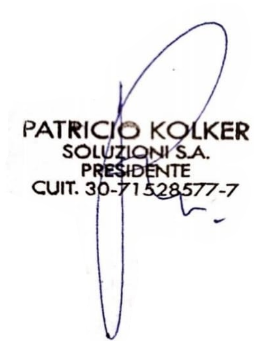 PATRICIO KOLKER
SOLUZIONI S.A.
PRESIDENTE
CUIT. 30-71528577-7